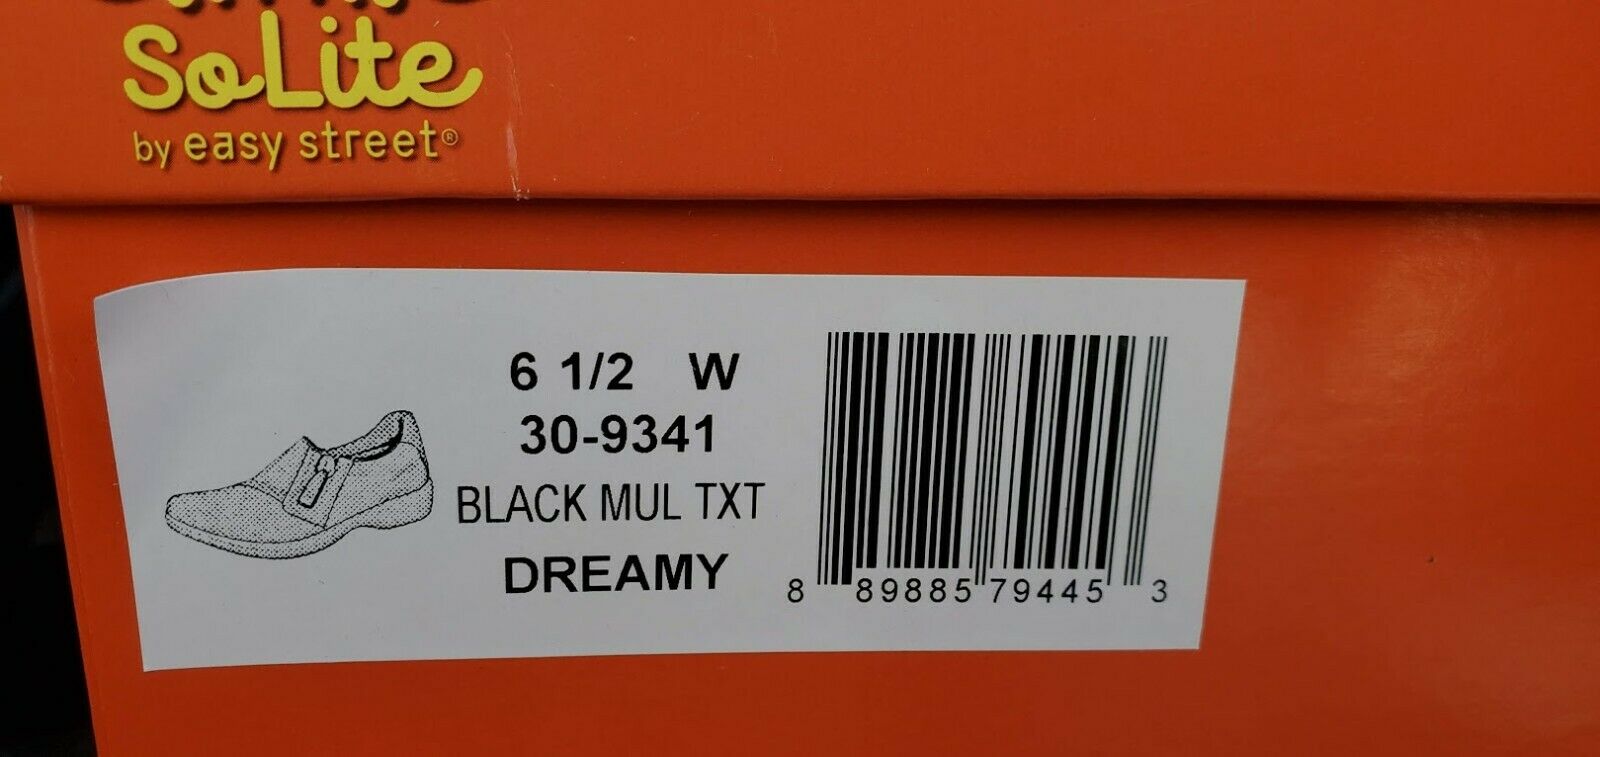 SoLite
by easy street®
6 1/2 W
30-9341
BLACK MUL TXT
DREAMY
8 89885 79445 3